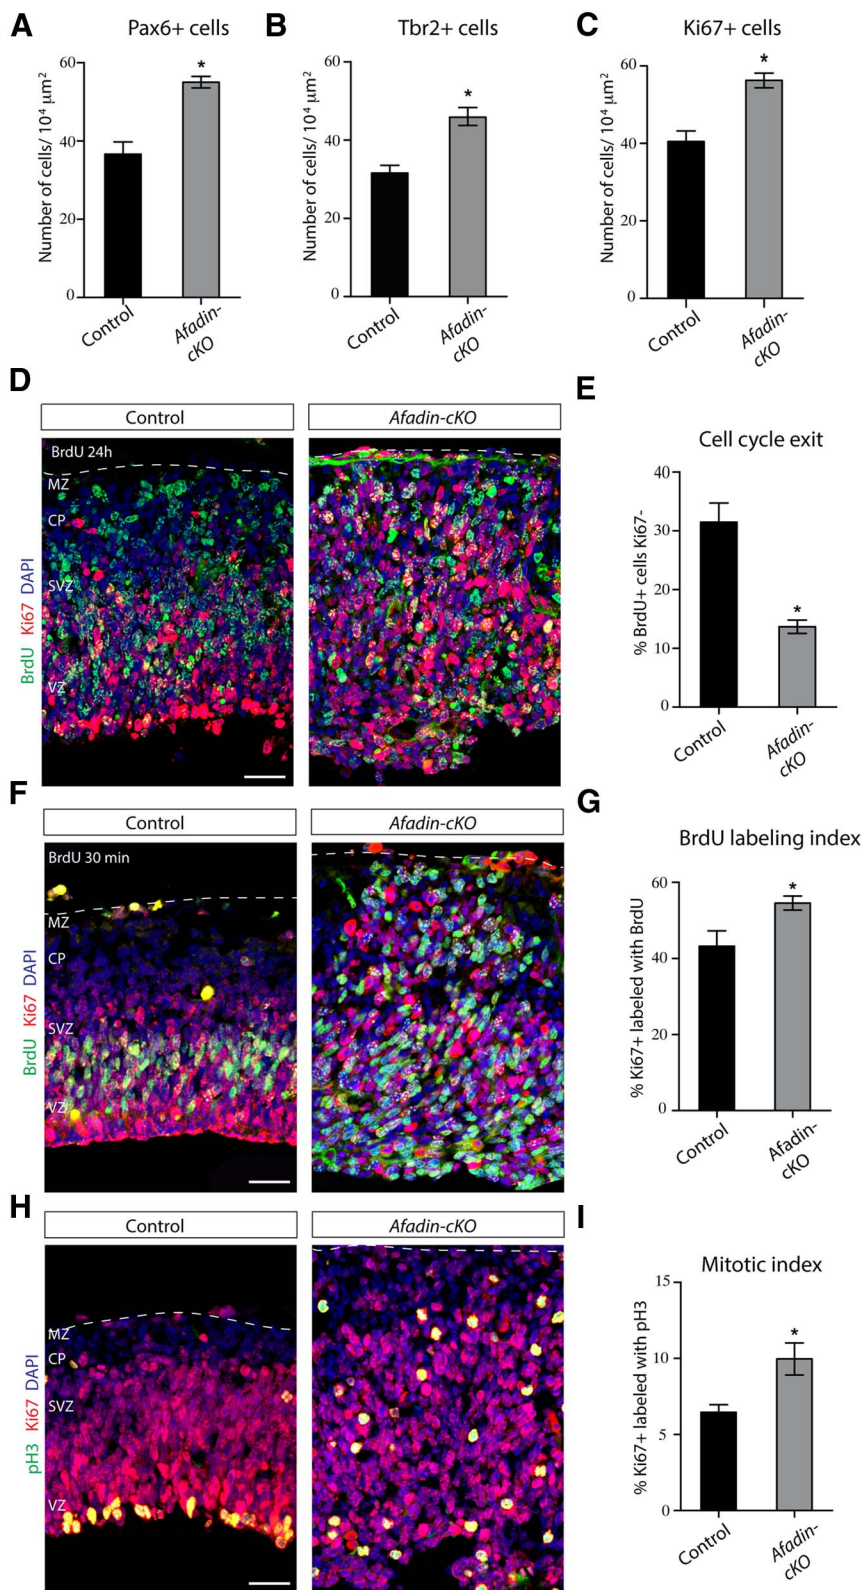 A
Pax6+ cells
Number of cells/ 10⁴ μm²
60
40
20
0
Control
Afadin-
cKO
*
B
Tbr2+ cells
Number of cells/ 10⁴ μm²
60
40
20
0
Control
Afadin-
cKO
*
C
Ki67+ cells
Number of cells/ 10⁴ μm²
60
40
20
0
Control
Afadin-
cKO
*
D
Control
Afadin-cKO
BrdU Ki67 DAPI
BrdU 24h
MZ
CP
SVZ
VZ
E
Cell cycle exit
% BrdU+ cells Ki67-
40
30
20
10
0
Control
Afadin-
cKO
*
F
Control
Afadin-cKO
BrdU Ki67 DAPI
BrdU 30 min
MZ
CP
SVZ
VZ
G
BrdU labeling index
% Ki67+ labeled with BrdU
60
40
20
0
Control
Afadin-
cKO
*
H
Control
Afadin-cKO
pH3 Ki67 DAPI
MZ
CP
SVZ
VZ
I
Mitotic index
% Ki67+ labeled with pH3
15
10
5
0
Control
Afadin-
cKO
*